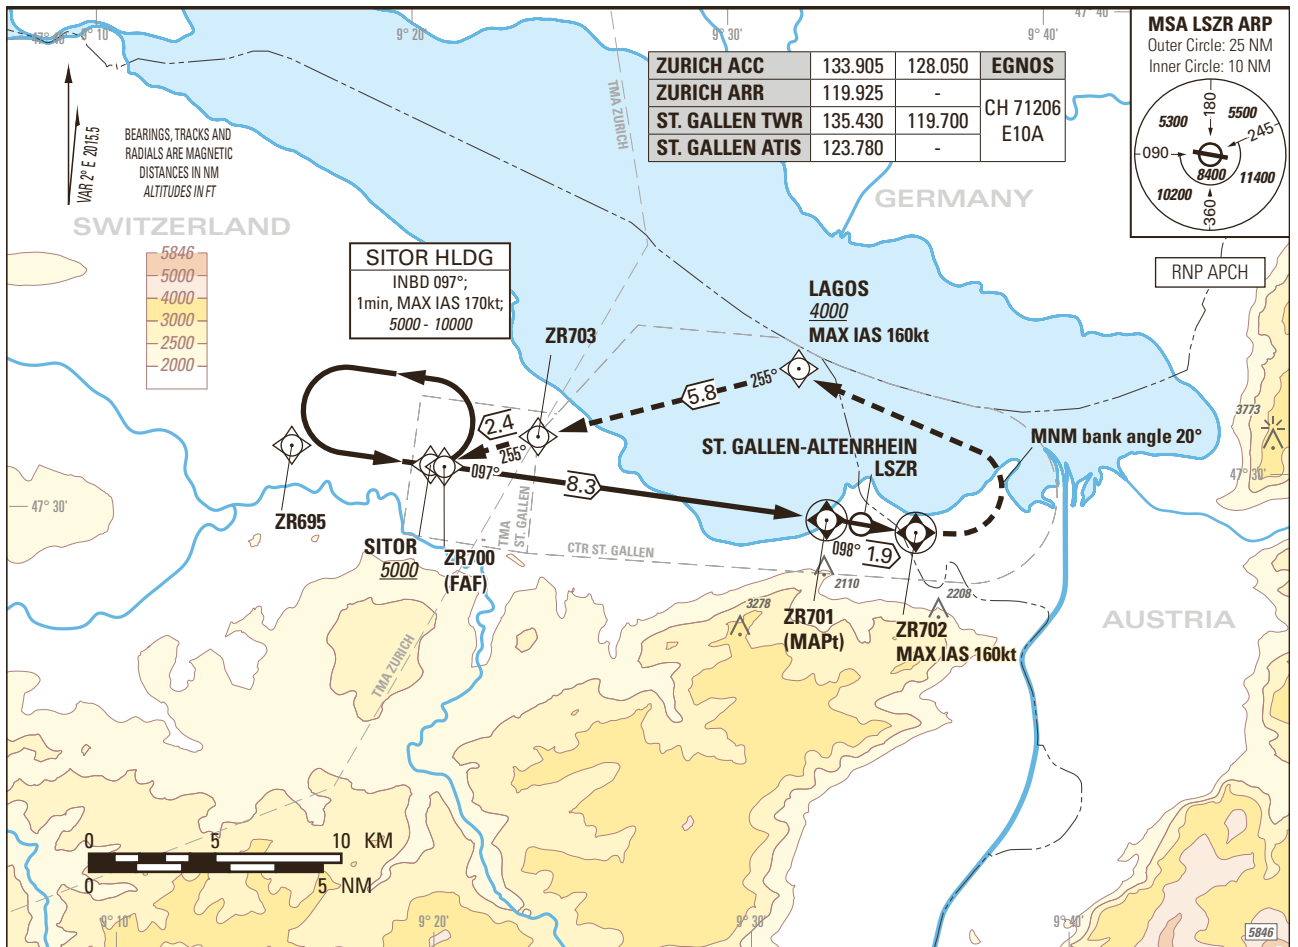 47° 40'
9° 10'
9° 20'
9° 30'
47° 40'
9° 40'
MSA LSZR ARP
Outer Circle: 25 NM
Inner Circle: 10 NM
180
5300
5500
245
090
8400
11400
10200
360
ZURICH ACC 133.905 128.050 EGNOS
ZURICH ARR 119.925 -
CH 71206
E10A
ST. GALLEN TWR 135.430 119.700
ST. GALLEN ATIS 123.780 -
TMA ZURICH
VAR 2° E 2015.5
BEARINGS, TRACKS AND
RADIALS ARE MAGNETIC
DISTANCES IN NM
ALTITUDES IN FT
SWITZERLAND
GERMANY
5846
5000
4000
3000
2500
2000
SITOR HLDG
INBD 097°;
1min, MAX IAS 170kt;
5000 - 10000
RNP APCH
LAGOS
4000
MAX IAS 160kt
ZR703
255°
5.8
2.4
255°
097°
8.3
ST. GALLEN-ALTENRHEIN
LSZR
MNM bank angle 20°
3773
47° 30'
47° 30'
ZR695
SITOR
5000
ZR700
(FAF)
TMA
ST. GALLEN
CTR ST. GALLEN
098°
1.9
2110
2208
3278
ZR701
(MAPt)
ZR702
MAX IAS 160kt
AUSTRIA
TMA ZURICH
0 5 10 KM
0 5 NM
9° 10'
9° 20'
9° 30'
9° 40'
5846